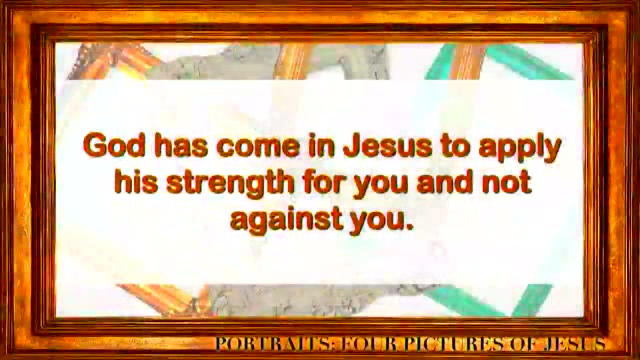 God has come in Jesus to apply
his strength for you and not
against you.
PORTRAITS: FOUR PICTURES OF JESUS